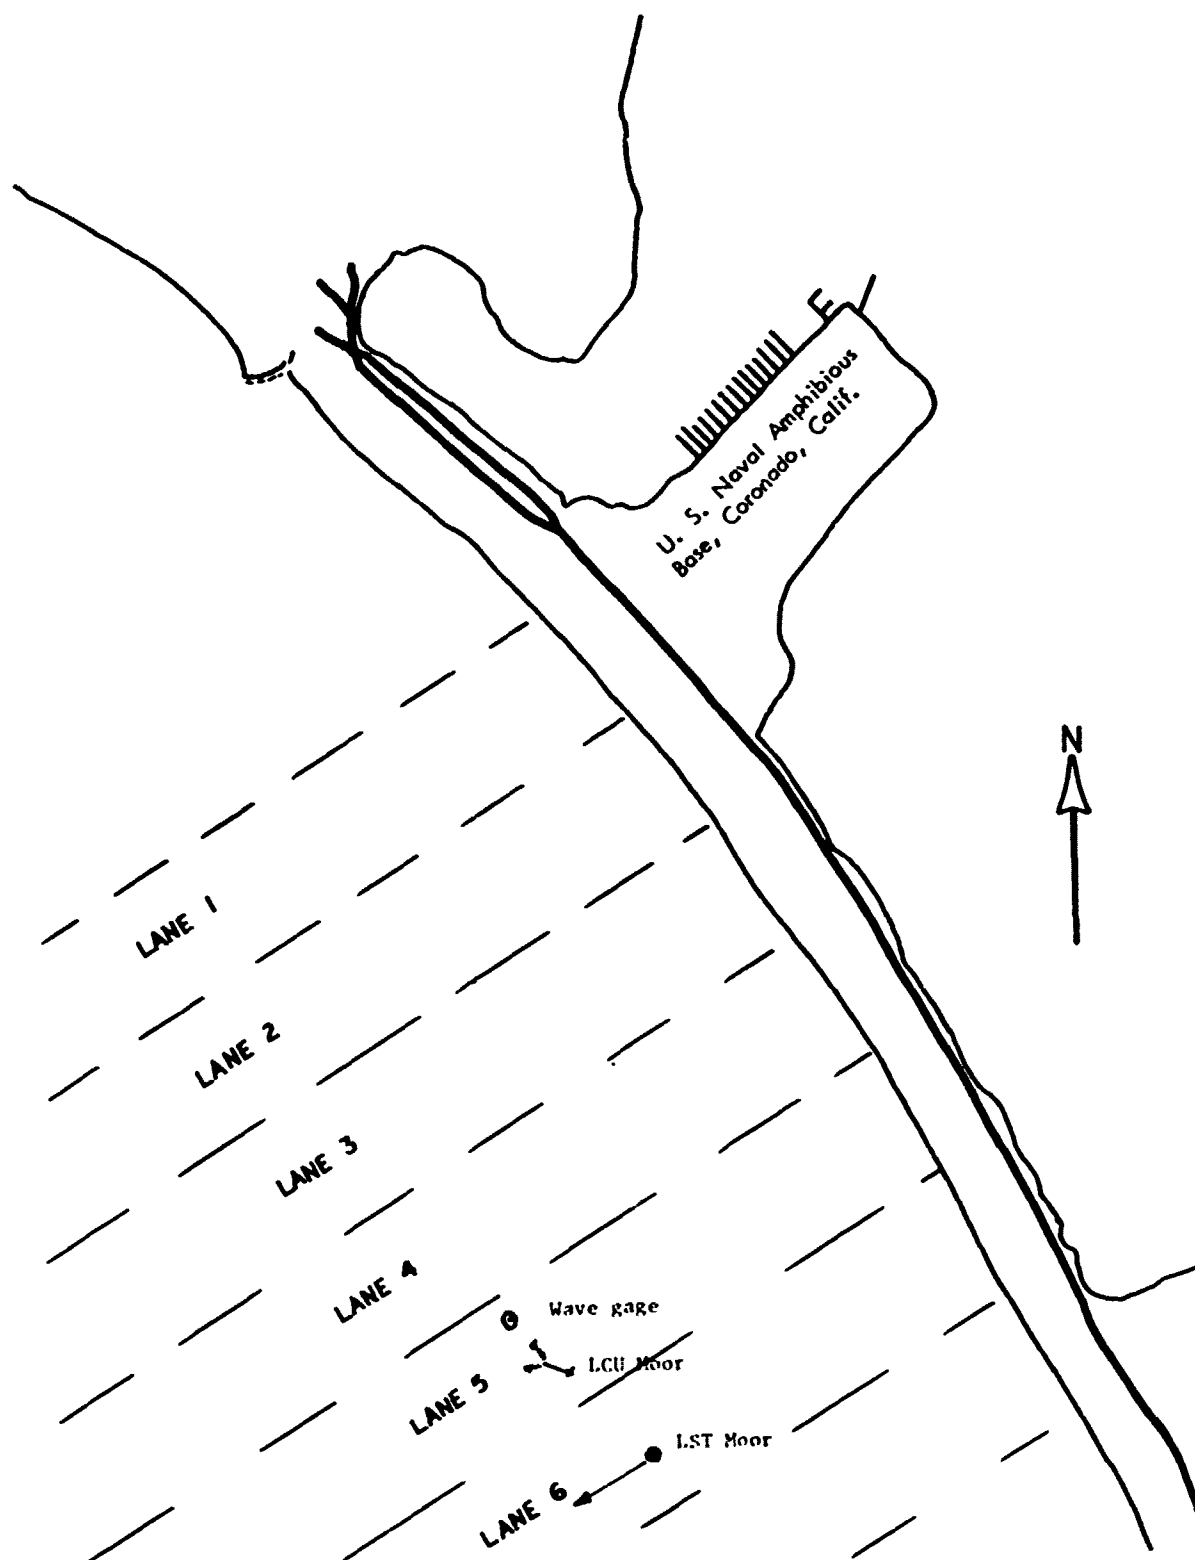 U. S. Naval Amphibious
Base, Coronado, Calif.
N
LANE 1
LANE 2
LANE 3
LANE 4
Wave gage
LCU Moor
LANE 5
LST Moor
LANE 6